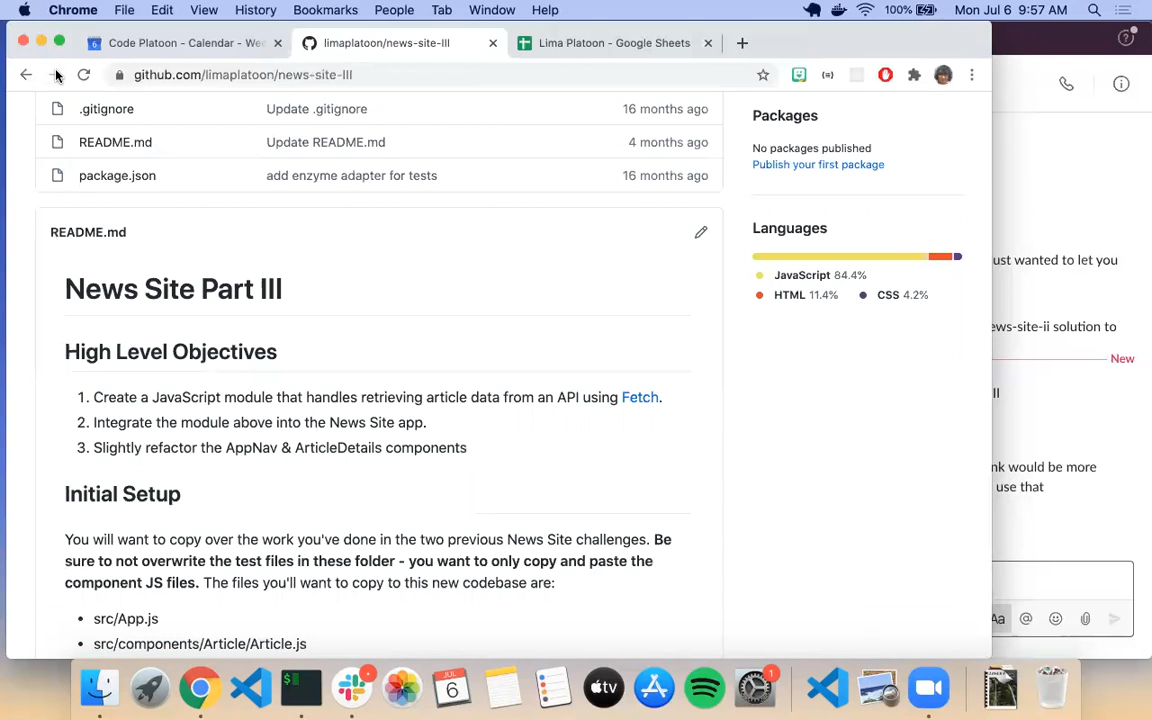 Chrome File Edit View History Bookmarks People Tab Window Help 100% Mon Jul 6 9:57 AM
Code Platoon - Calendar - Wee
limaplatoon/news-site-III
Lima Platoon - Google Sheets
github.com/limaplatoon/news-site-III
.gitignore Update .gitignore 16 months ago
README.md Update README.md 4 months ago
package.json add enzyme adapter for tests 16 months ago
Packages
No packages published
Publish your first package
Languages
JavaScript 84.4%
HTML 11.4% CSS 4.2%
README.md
News Site Part III
High Level Objectives
1. Create a JavaScript module that handles retrieving article data from an API using Fetch.
2. Integrate the module above into the News Site app.
3. Slightly refactor the AppNav & ArticleDetails components
Initial Setup
You will want to copy over the work you've done in the two previous News Site challenges. Be
sure to not overwrite the test files in these folder - you want to only copy and paste the
component JS files. The files you'll want to copy to this new codebase are:
• src/App.js
• src/components/Article/Article.js
ust wanted to let you
ews-site-ii solution to
New
II
nk would be more
use that
Aa @
JUL
6
tv
1